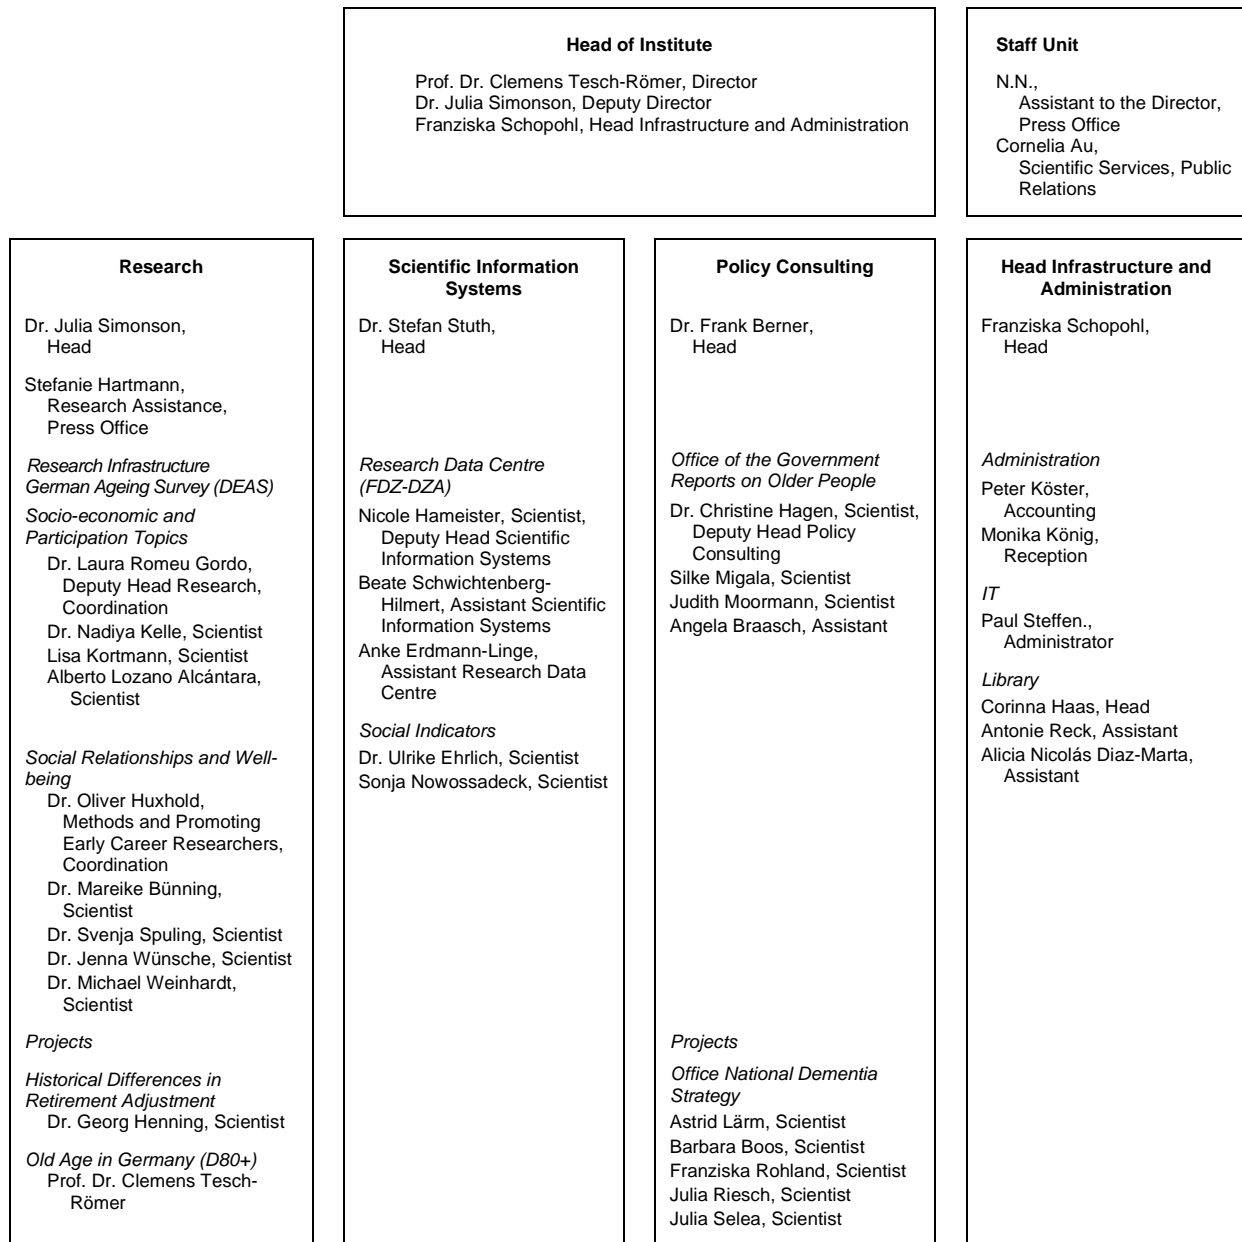 Head of Institute
Prof. Dr. Clemens Tesch-Römer, Director
Dr. Julia Simonson, Deputy Director
Franziska Schopohl, Head Infrastructure and Administration
Staff Unit
N.N.,
Assistant to the Director,
Press Office
Cornelia Au,
Scientific Services, Public
Relations
Research
Dr. Julia Simonson,
Head
Stefanie Hartmann,
Research Assistance,
Press Office
Research Infrastructure
German Ageing Survey (DEAS)
Socio-economic and
Participation Topics
Dr. Laura Romeu Gordo,
Deputy Head Research,
Coordination
Dr. Nadiya Kelle, Scientist
Lisa Kortmann, Scientist
Alberto Lozano Alcántara,
Scientist
Social Relationships and Well-
being
Dr. Oliver Huxhold,
Methods and Promoting
Early Career Researchers,
Coordination
Dr. Mareike Bünning,
Scientist
Dr. Svenja Spuling, Scientist
Dr. Jenna Wünsche, Scientist
Dr. Michael Weinhardt,
Scientist
Projects
Historical Differences in
Retirement Adjustment
Dr. Georg Henning, Scientist
Old Age in Germany (D80+)
Prof. Dr. Clemens Tesch-
Römer
Scientific Information
Systems
Dr. Stefan Stuth,
Head
Research Data Centre
(FDZ-DZA)
Nicole Hameister, Scientist,
Deputy Head Scientific
Information Systems
Beate Schwichtenberg-
Hilmert, Assistant Scientific
Information Systems
Anke Erdmann-Linge,
Assistant Research Data
Centre
Social Indicators
Dr. Ulrike Ehrlich, Scientist
Sonja Nowossadeck, Scientist
Policy Consulting
Dr. Frank Berner,
Head
Office of the Government
Reports on Older People
Dr. Christine Hagen, Scientist,
Deputy Head Policy
Consulting
Silke Migala, Scientist
Judith Moormann, Scientist
Angela Braasch, Assistant
Projects
Office National Dementia
Strategy
Astrid Lärm, Scientist
Barbara Boos, Scientist
Franziska Rohland, Scientist
Julia Riesch, Scientist
Julia Selea, Scientist
Head Infrastructure and
Administration
Franziska Schopohl,
Head
Administration
Peter Köster,
Accounting
Monika König,
Reception
IT
Paul Steffen.,
Administrator
Library
Corinna Haas, Head
Antonie Reck, Assistant
Alicia Nicolás Diaz-Marta,
Assistant